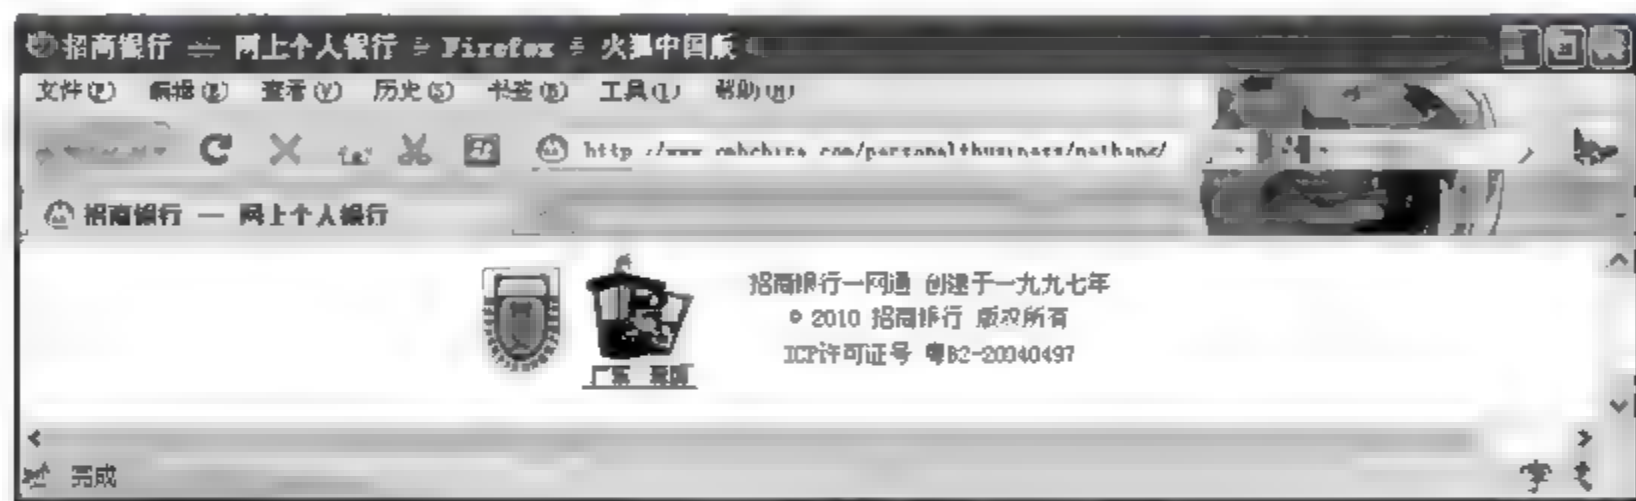 招商银行 — 网上个人银行 - Firefox - 火狐中国版
文件(F) 编辑(E) 查看(V) 历史(S) 书签(B) 工具(T) 帮助(H)
招商银行 — 网上个人银行
招商银行一网通 创建于一九九七年
© 2010 招商银行 版权所有
ICP许可证号 粤B2-20040497
完成